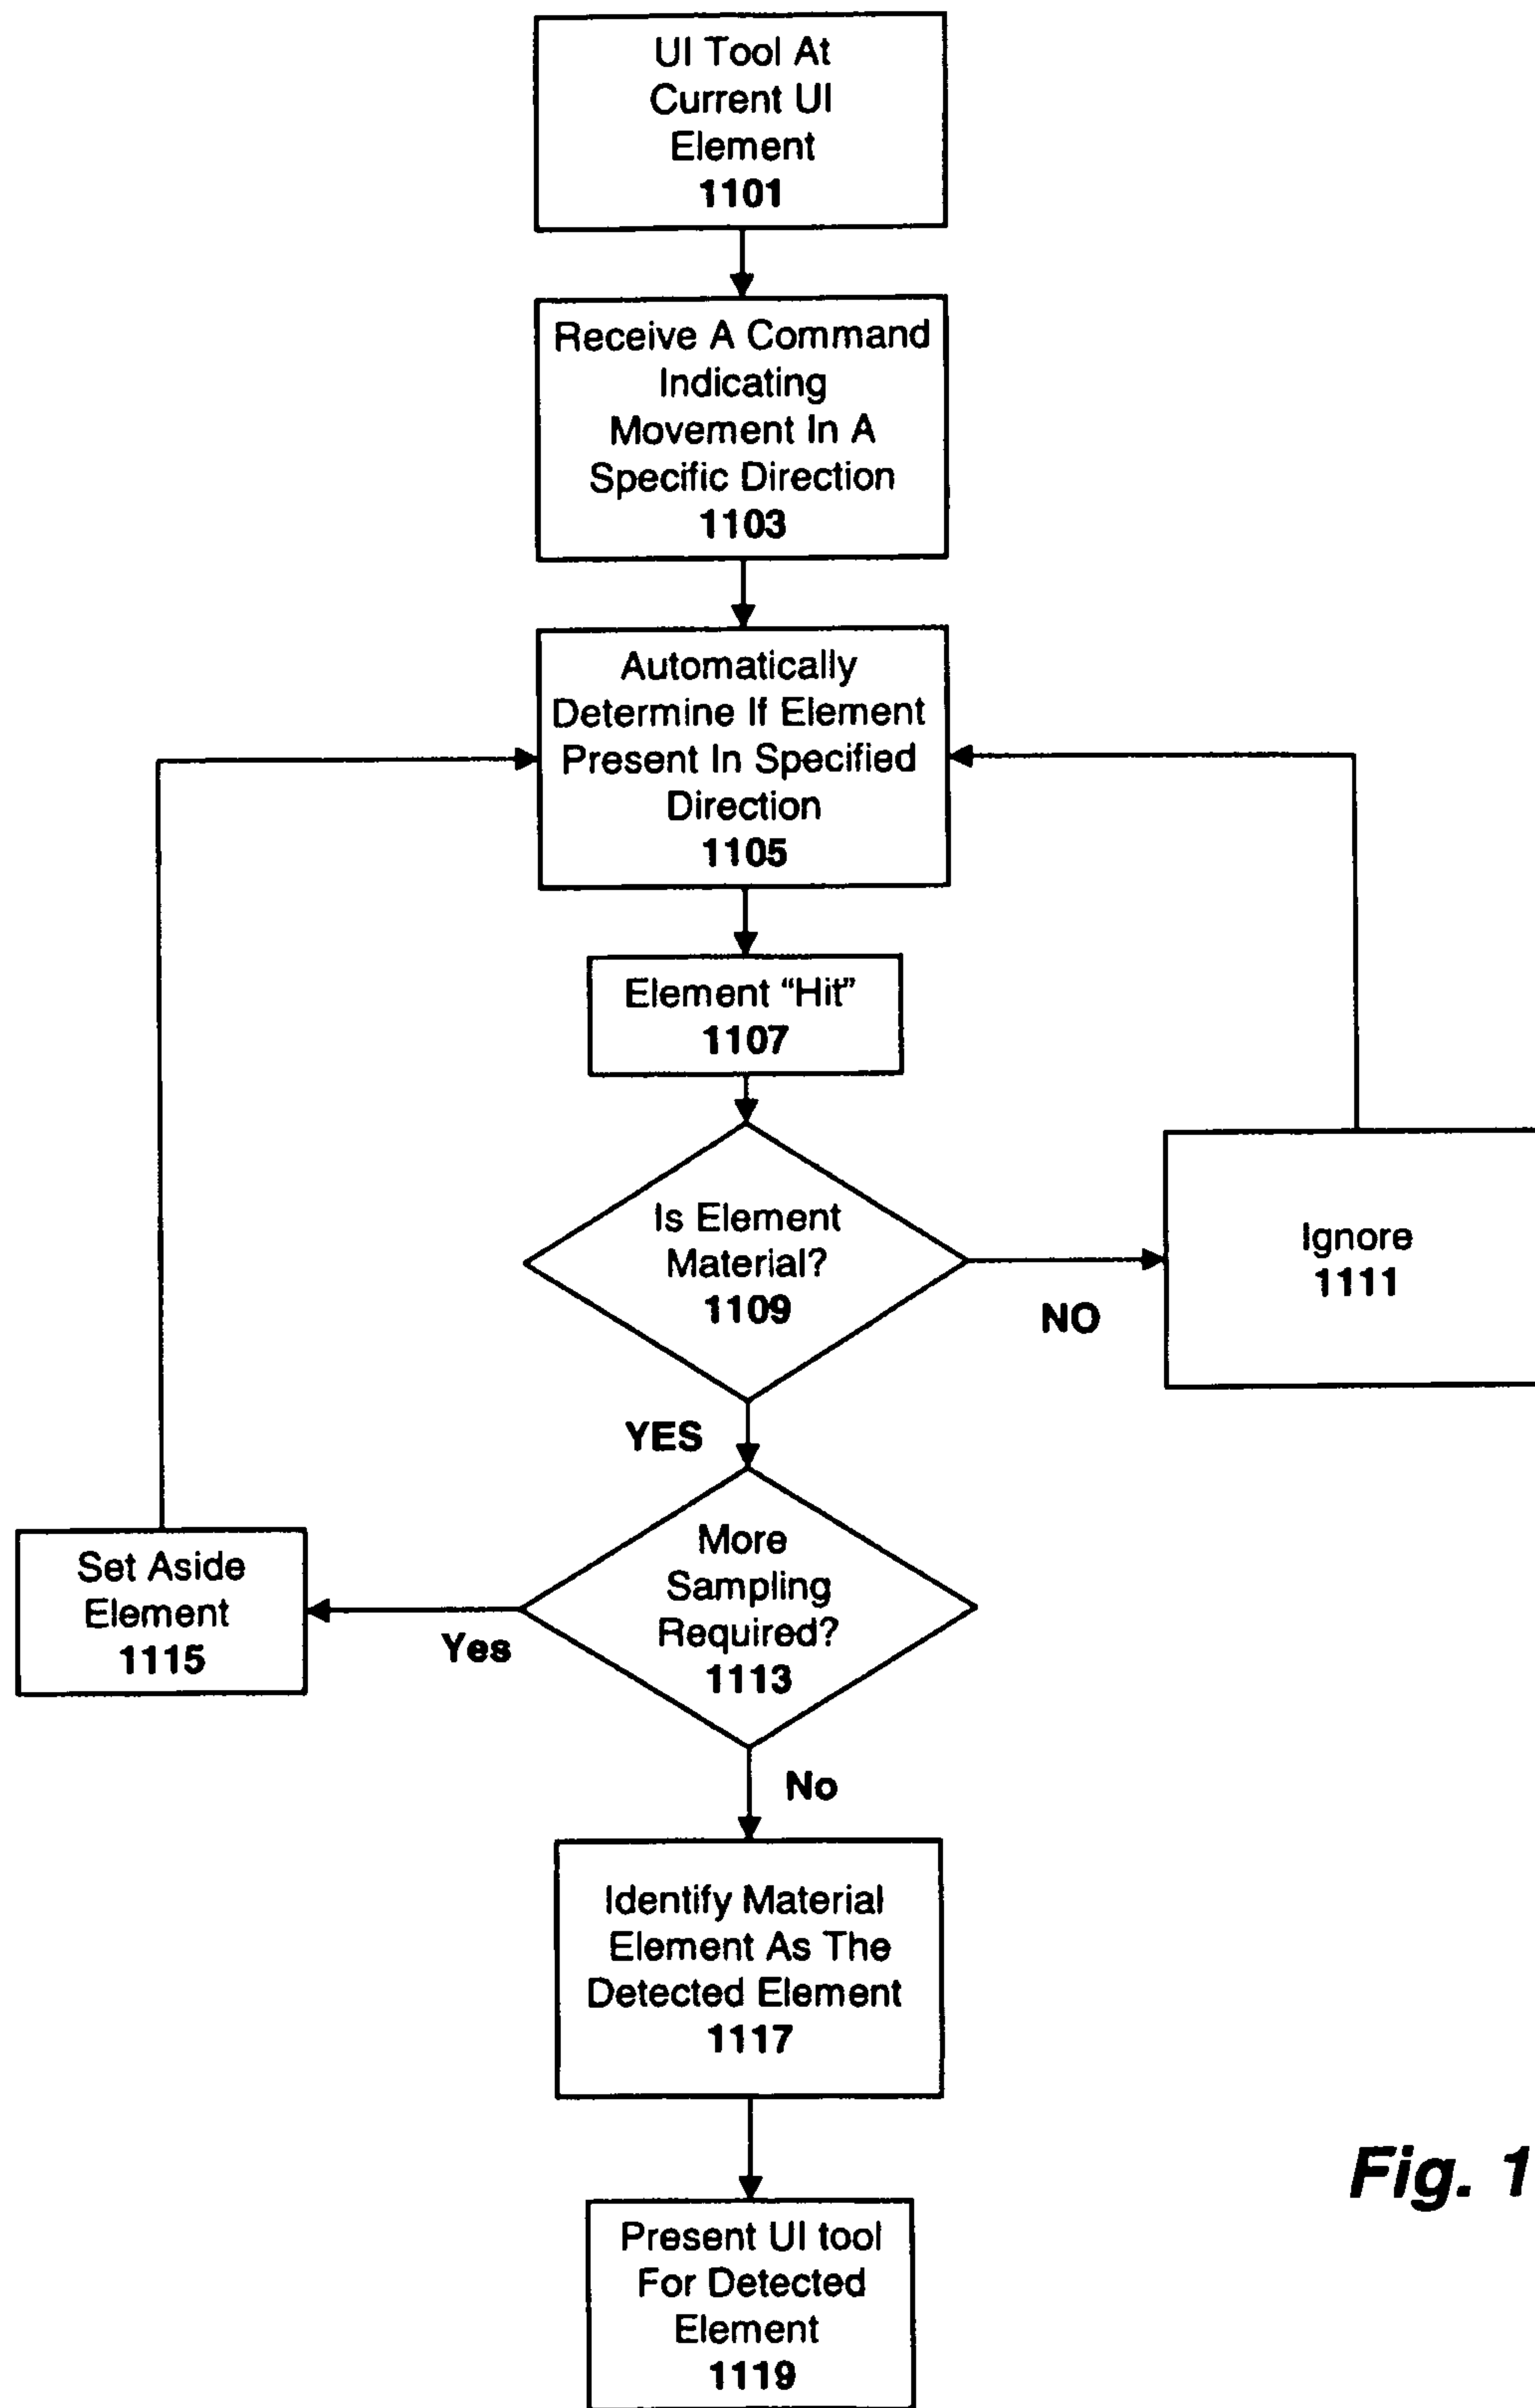 UI Tool At
Current UI
Element
1101
Receive A Command
Indicating
Movement In A
Specific Direction
1103
Automatically
Determine If Element
Present In Specified
Direction
1105
Element “Hit”
1107
Is Element
Material?
1109
NO
Ignore
1111
YES
More
Sampling
Required?
1113
Yes
Set Aside
Element
1115
No
Identify Material
Element As The
Detected Element
1117
Present UI tool
For Detected
Element
1119
Fig. 1